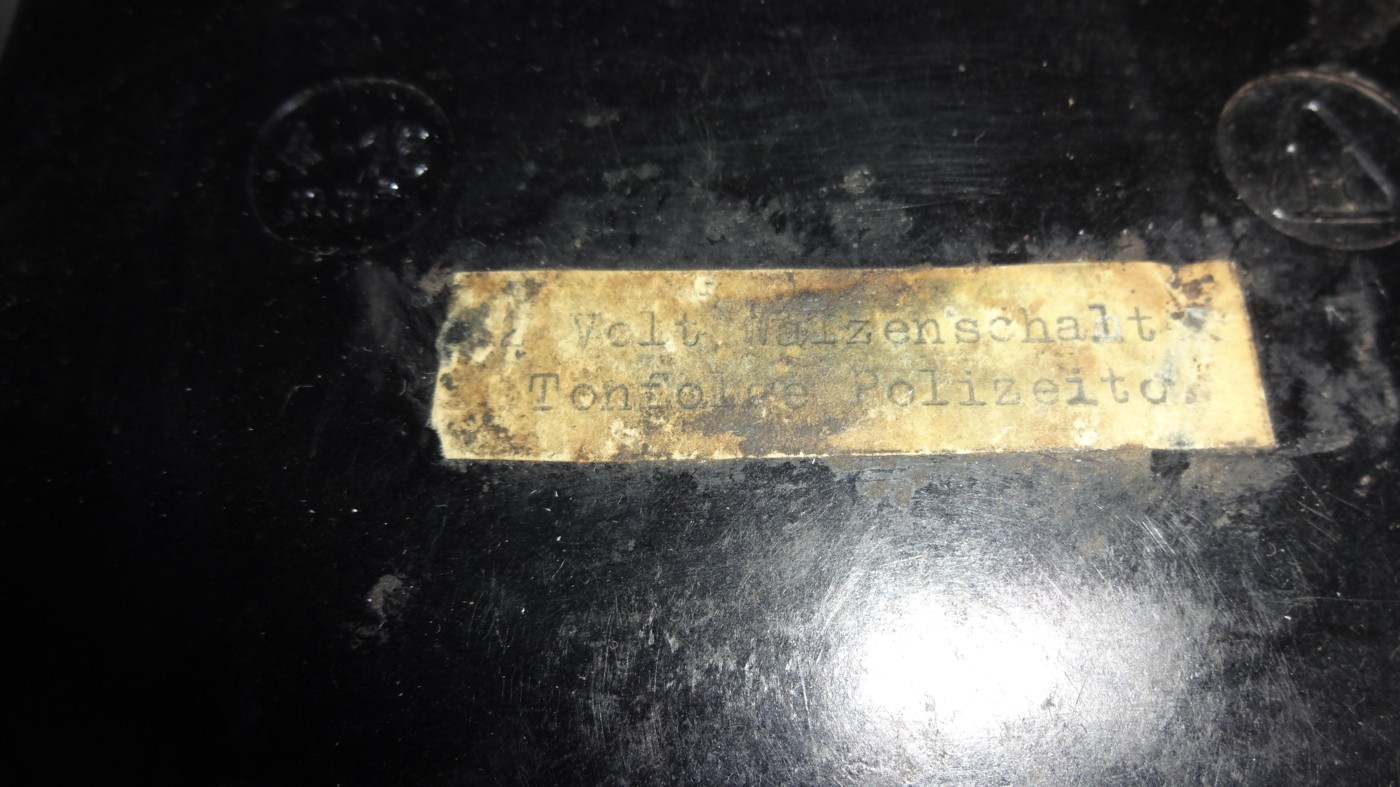 Volt Walzenschalt
Tonfolge Polizeito